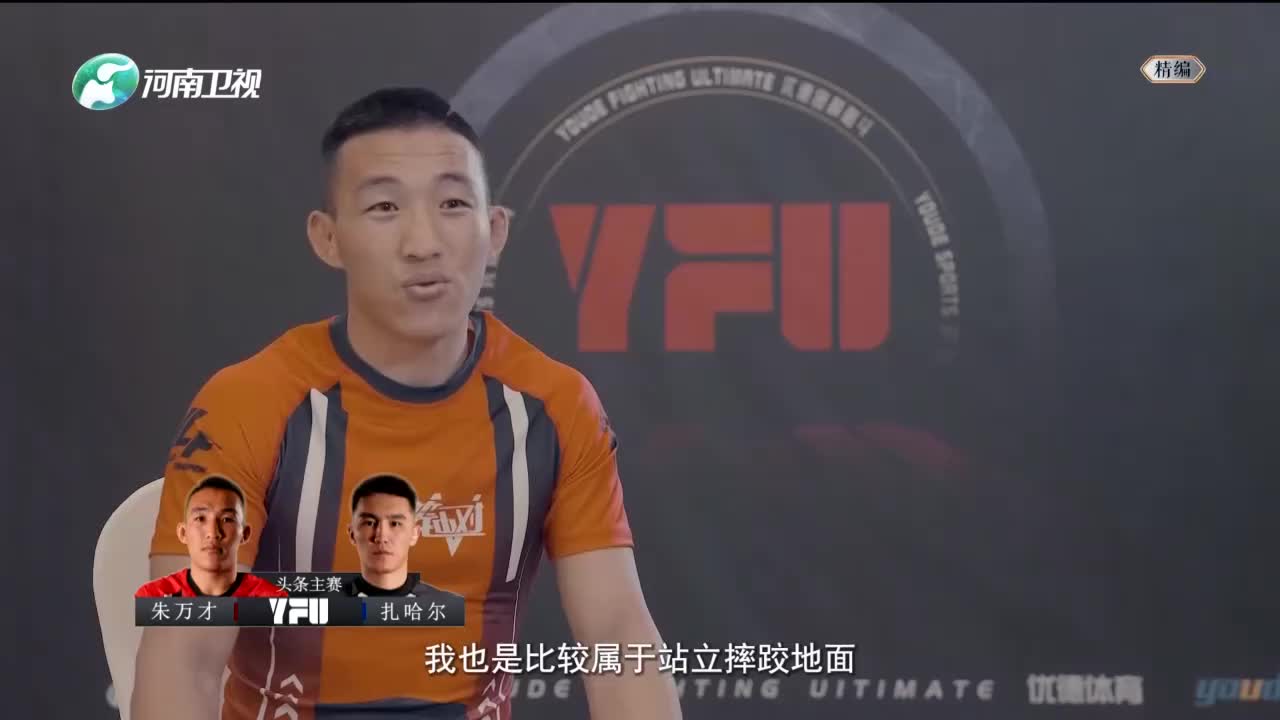 河南卫视
精编
YOUDE FIGHTING ULTIMATE
YOUDE SPORTS
YFU
头条主赛
朱万才 YFU 扎哈尔
我也是比较属于站立摔跤地面
UDE FIGHTING UITIMATE 优德体育 youd